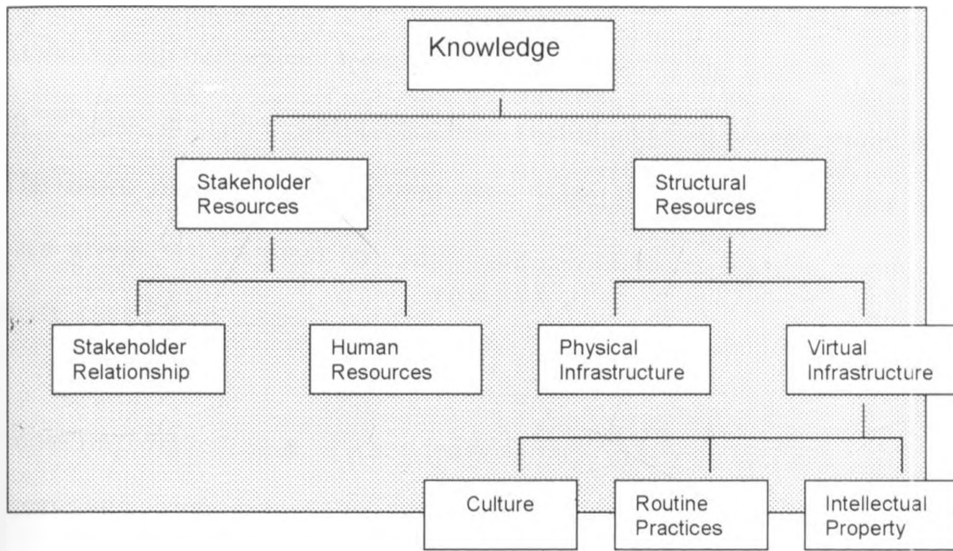 Knowledge
Stakeholder
Resources
Structural
Resources
Stakeholder
Relationship
Human
Resources
Physical
Infrastructure
Virtual
Infrastructure
Culture
Routine
Practices
Intellectual
Property